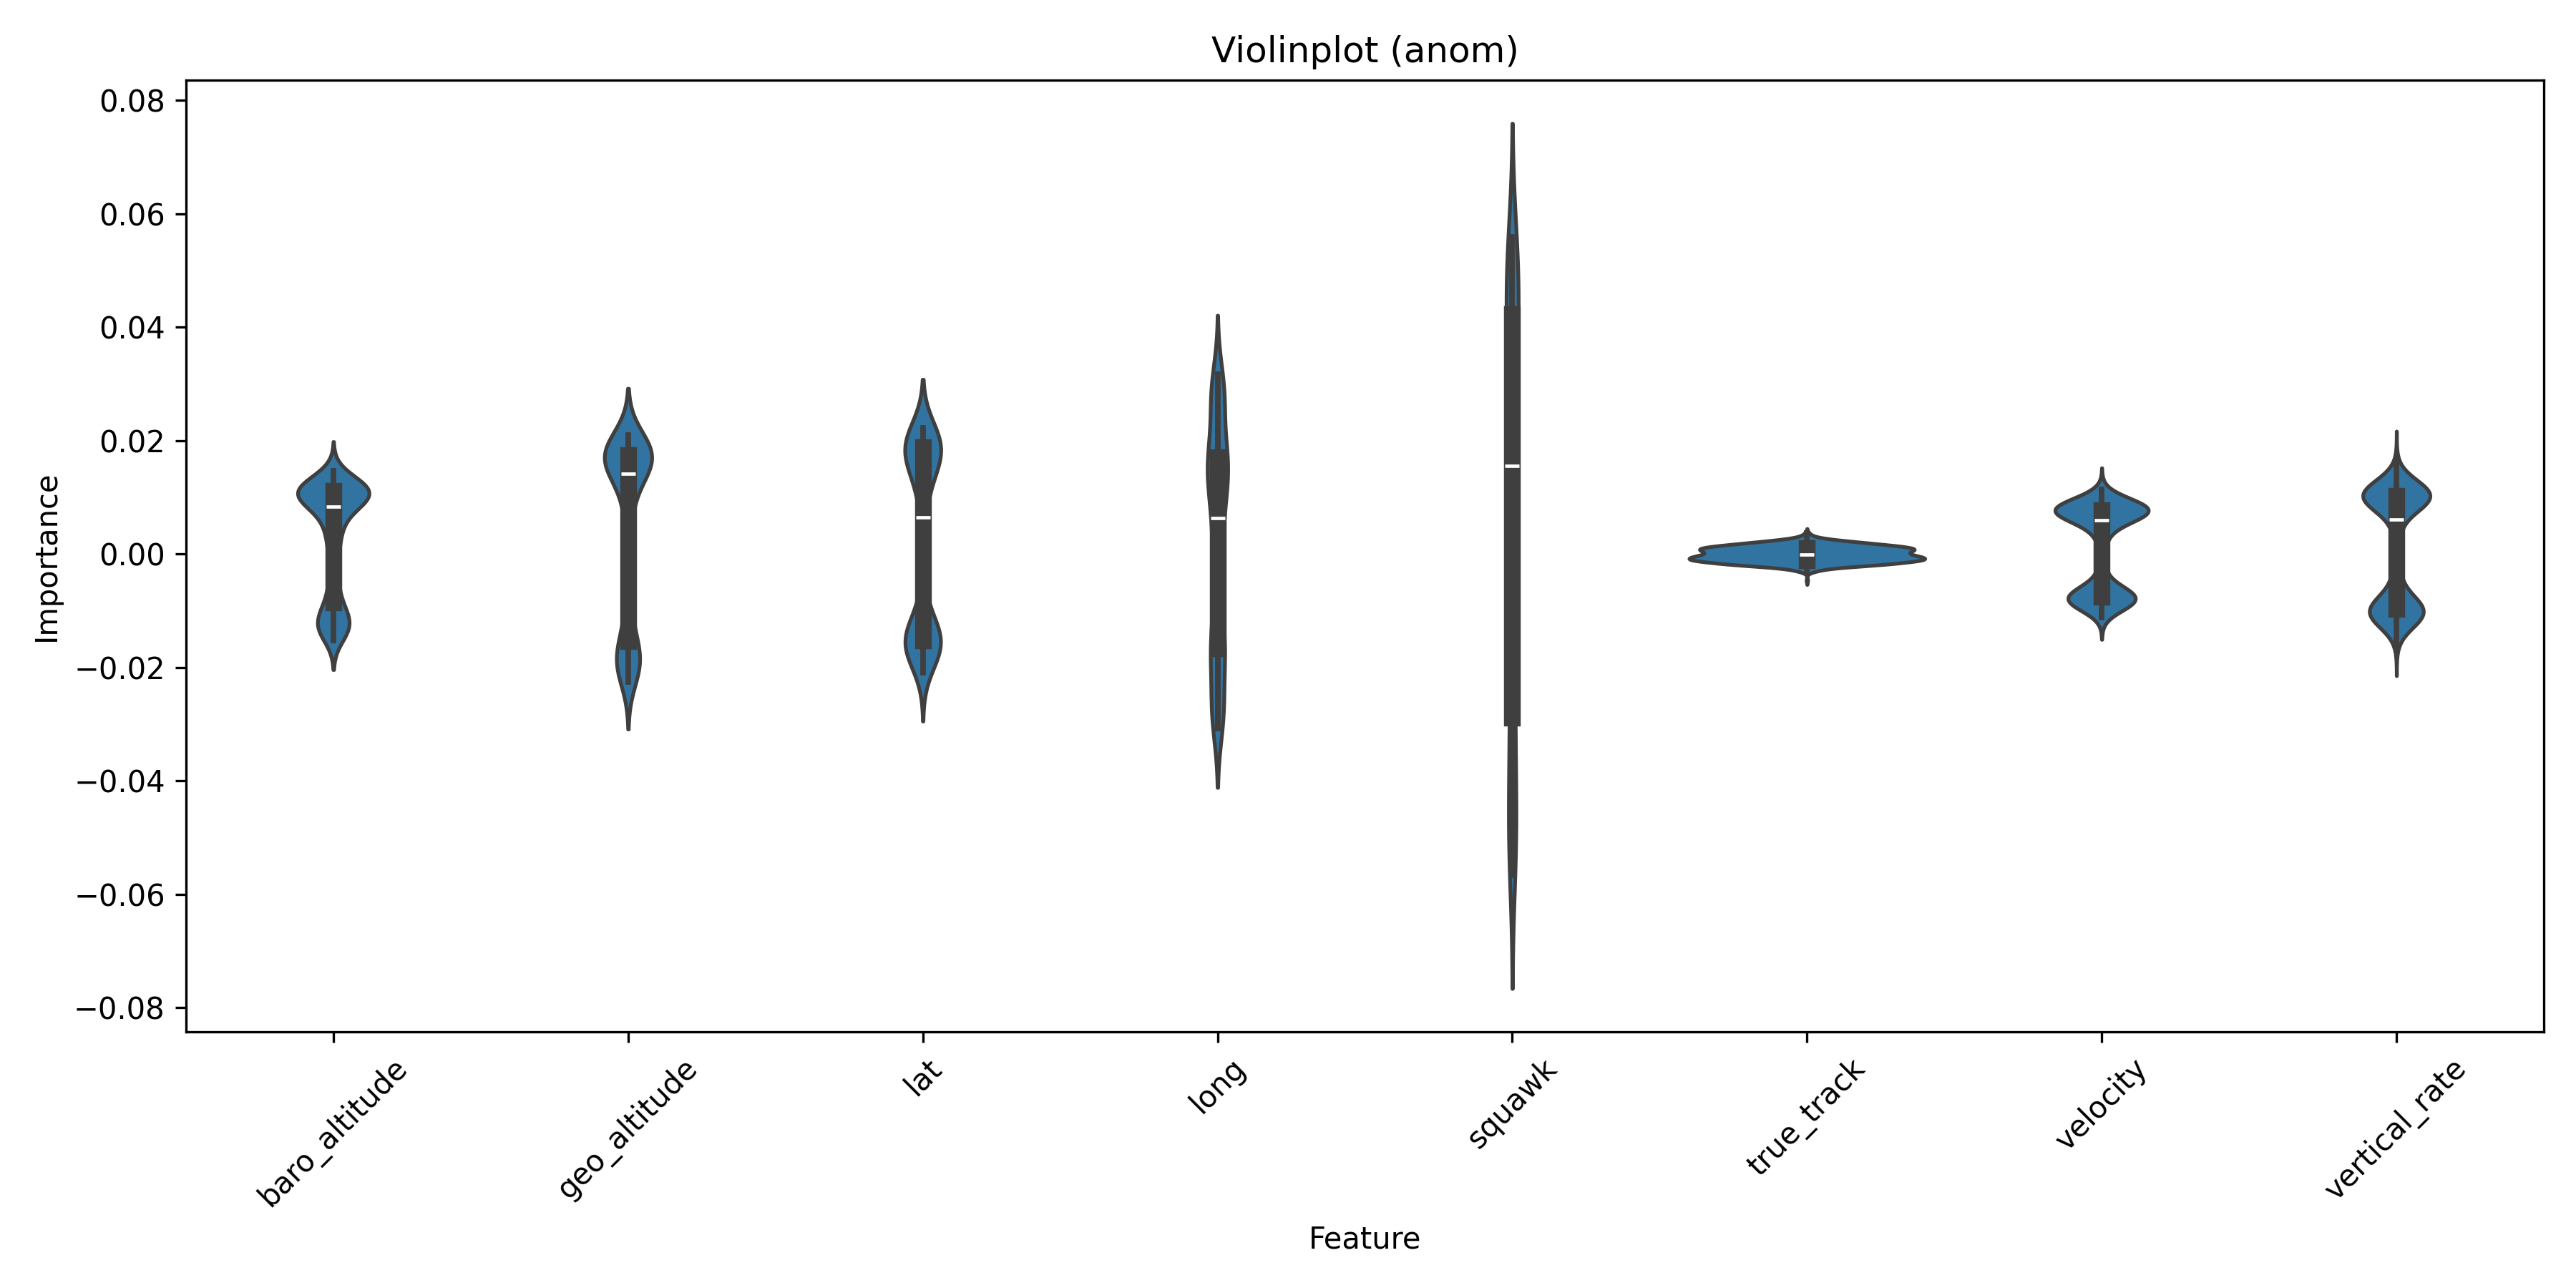 Violinplot (anom)
Importance
0.08
0.06
0.04
0.02
0.00
−0.02
−0.04
−0.06
−0.08
baro_altitude
geo_altitude
lat
long
squawk
true_track
velocity
vertical_rate
Feature